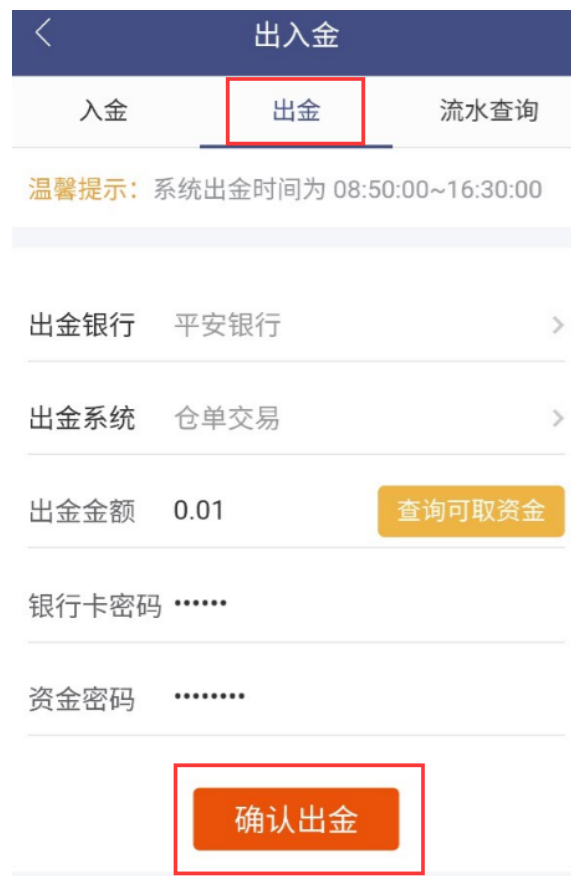 出入金
入金 出金 流水查询
温馨提示：系统出金时间为 08:50:00~16:30:00
出金银行 平安银行
出金系统 仓单交易
出金金额 0.01 查询可取资金
银行卡密码 ••••••
资金密码 ••••••••
确认出金